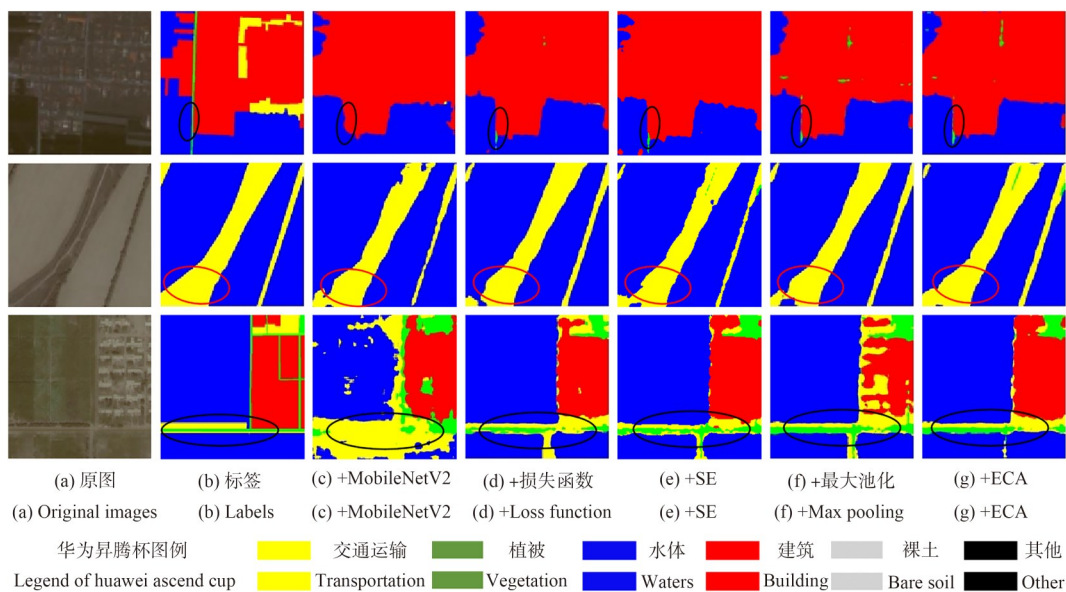 (a) 原图 (b) 标签 (c) +MobileNetV2 (d) +损失函数 (e) +SE (f) +最大池化 (g) +ECA
(a) Original images (b) Labels (c) +MobileNetV2 (d) +Loss function (e) +SE (f) +Max pooling (g) +ECA
华为昇腾杯图例 交通运输 植被 水体 建筑 裸土 其他
Legend of huawei ascend cup Transportation Vegetation Waters Building Bare soil Other